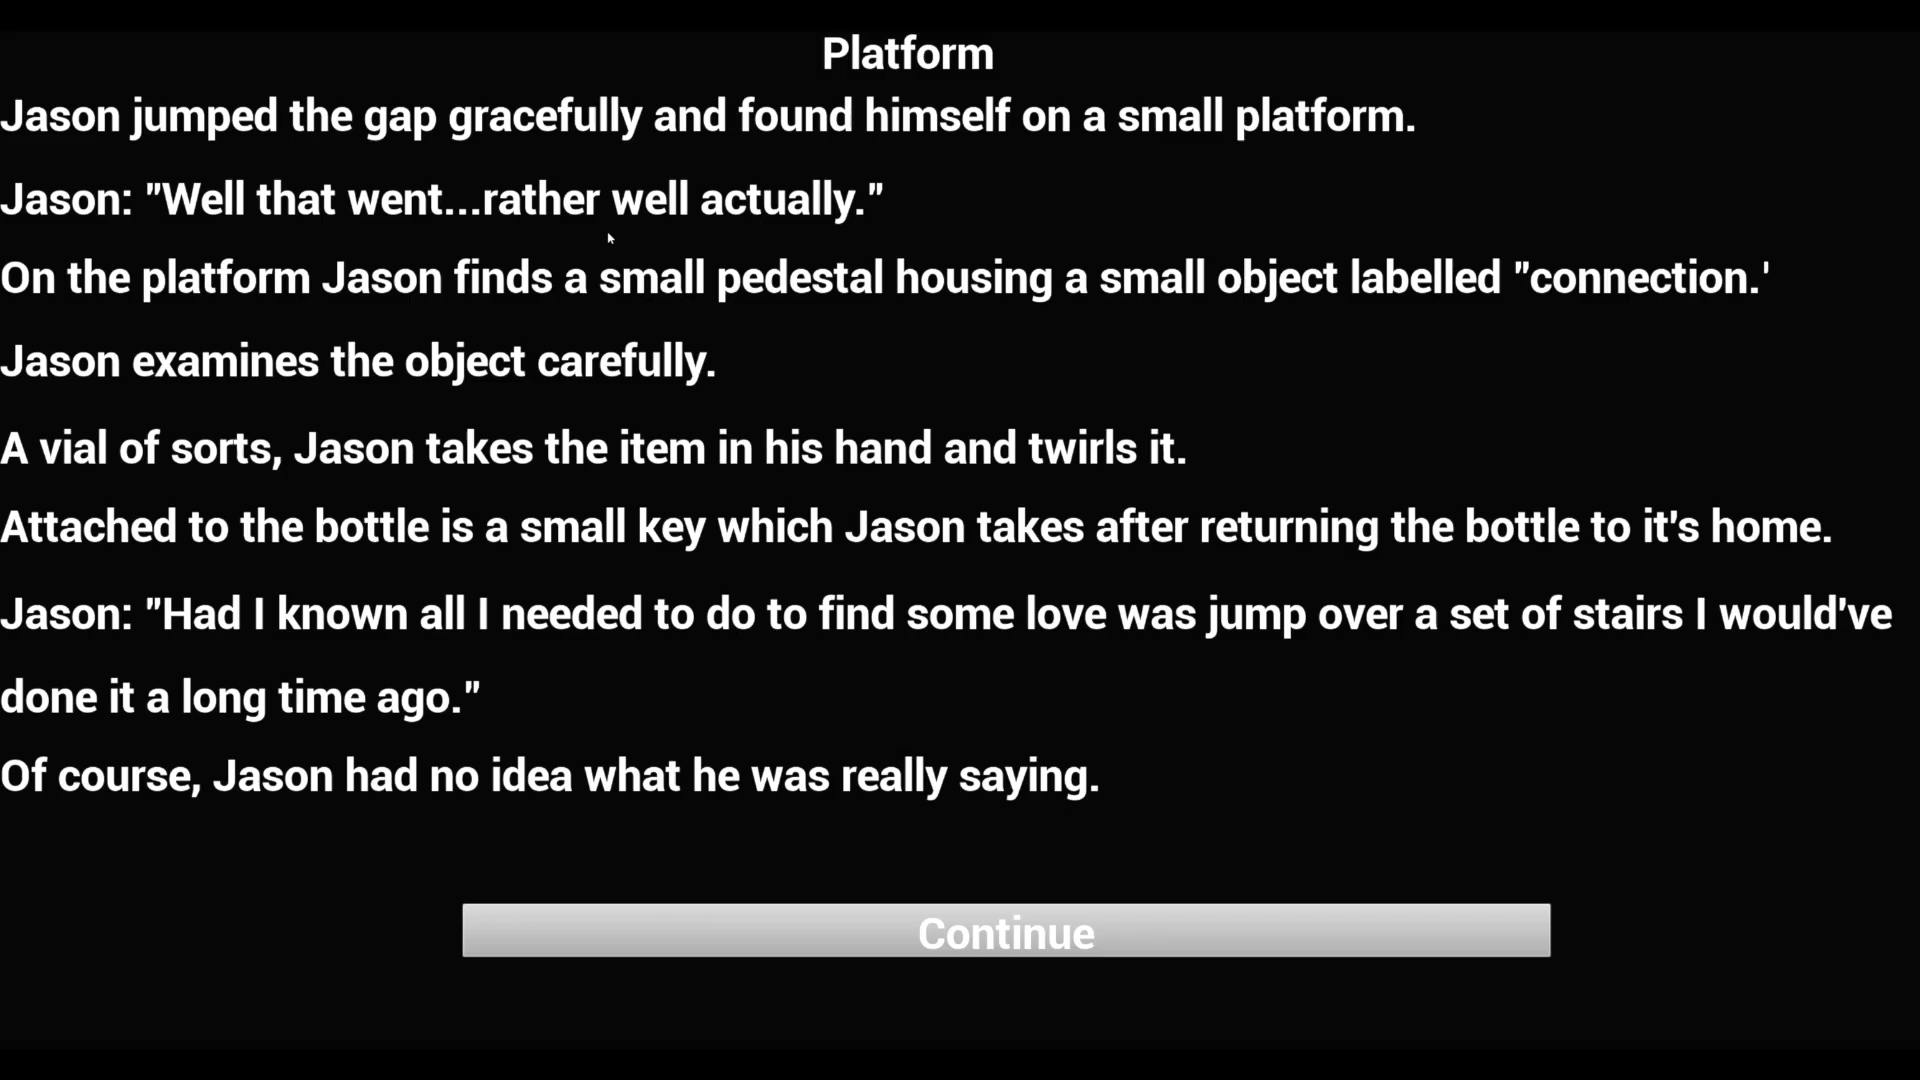 Platform
Jason jumped the gap gracefully and found himself on a small platform.
Jason: "Well that went...rather well actually."
On the platform Jason finds a small pedestal housing a small object labelled "connection.'
Jason examines the object carefully.
A vial of sorts, Jason takes the item in his hand and twirls it.
Attached to the bottle is a small key which Jason takes after returning the bottle to it's home.
Jason: "Had I known all I needed to do to find some love was jump over a set of stairs I would've
done it a long time ago."
Of course, Jason had no idea what he was really saying.
Continue